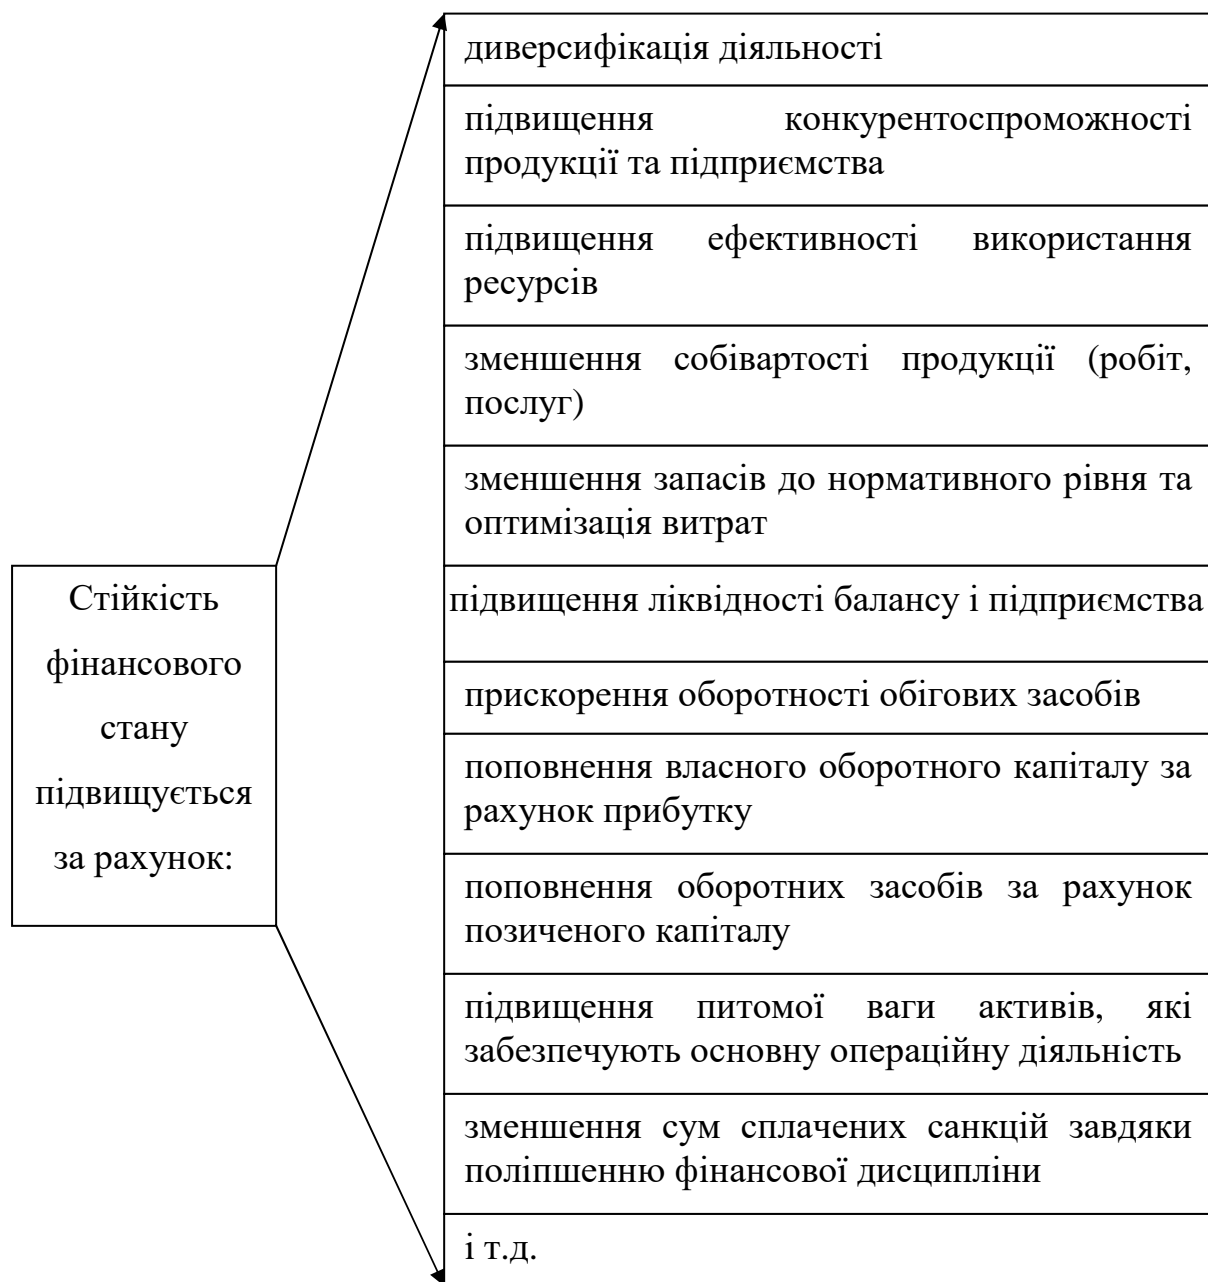 диверсифікація діяльності
підвищення конкурентоспроможності
продукції та підприємства
підвищення ефективності використання
ресурсів
зменшення собівартості продукції (робіт,
послуг)
зменшення запасів до нормативного рівня та
оптимізація витрат
Стійкість
фінансового
стану
підвищується
за рахунок:
підвищення ліквідності балансу і підприємства
прискорення оборотності обігових засобів
поповнення власного оборотного капіталу за
рахунок прибутку
поповнення оборотних засобів за рахунок
позиченого капіталу
підвищення питомої ваги активів, які
забезпечують основну операційну діяльність
зменшення сум сплачених санкцій завдяки
поліпшенню фінансової дисципліни
і т.д.